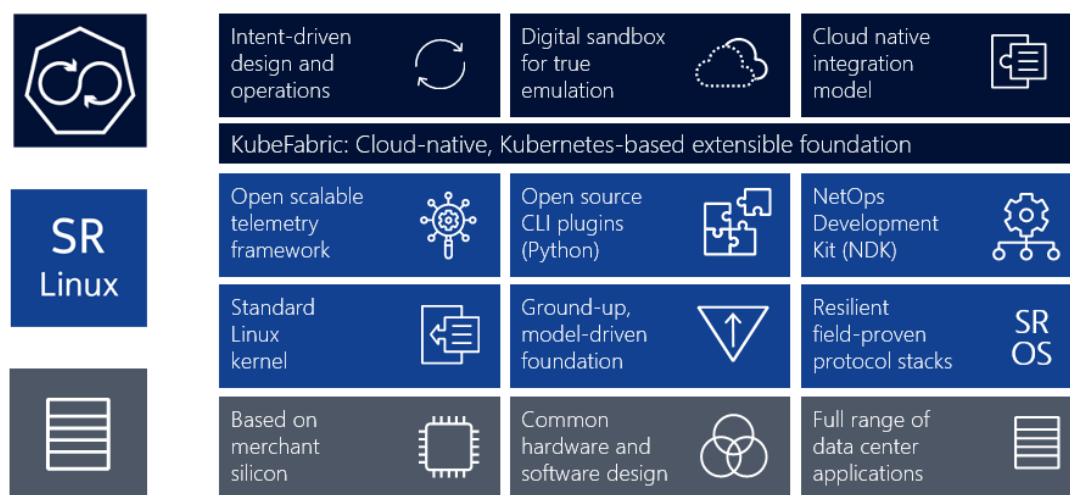 Intent-driven
design and
operations
Digital sandbox
for true
emulation
Cloud native
integration
model
KubeFabric: Cloud-native, Kubernetes-based extensible foundation
SR
Linux
Open scalable
telemetry
framework
Open source
CLI plugins
(Python)
NetOps
Development
Kit (NDK)
Standard
Linux
kernel
Ground-up,
model-driven
foundation
Resilient
field-proven
protocol stacks
SR
OS
Based on
merchant
silicon
Common
hardware and
software design
Full range of
data center
applications